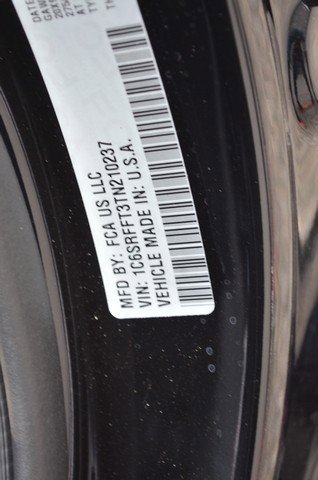 MFD BY: FCA US LLC
VIN: 1C6SRFFT3TN210237
VEHICLE MADE IN: U.S.A.